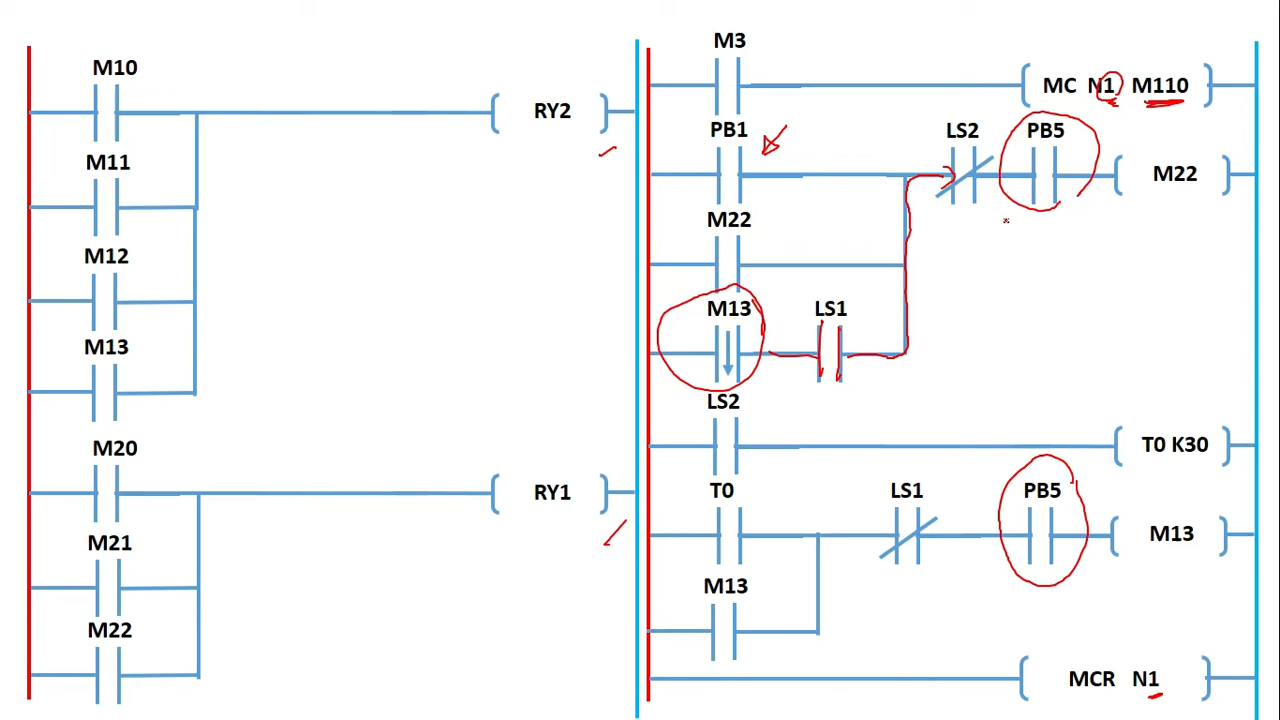 M10
RY2
M11
M12
M13
M20
RY1
M21
M22
M3
MC N1 M110
PB1
LS2
PB5
M22
M22
M13
LS1
LS2
T0 K30
T0
LS1
PB5
M13
M13
MCR N1